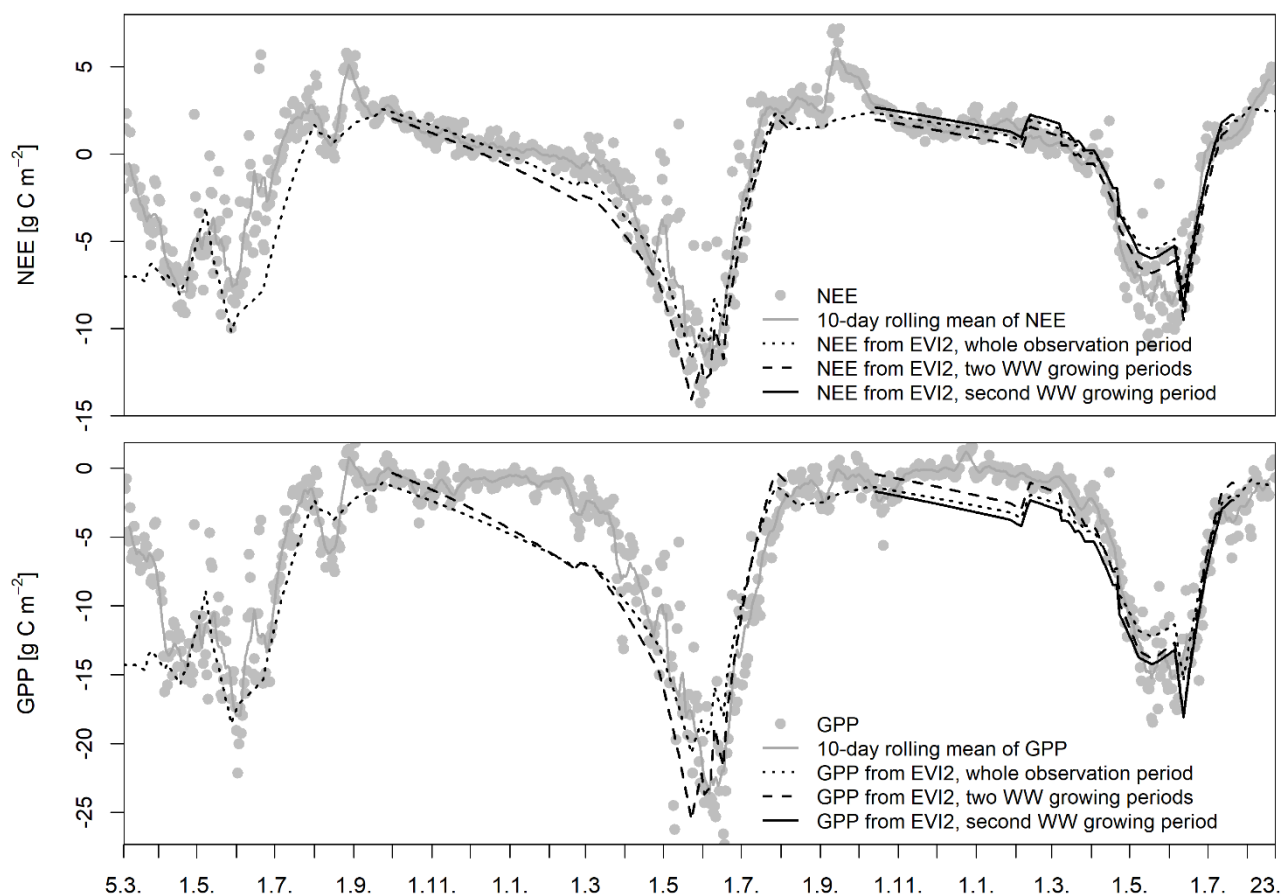 NEE [g C m⁻²]
5
0
-5
-10
-15
NEE
10-day rolling mean of NEE
NEE from EVI2, whole observation period
NEE from EVI2, two WW growing periods
NEE from EVI2, second WW growing period
GPP [g C m⁻²]
0
-5
-10
-15
-20
-25
GPP
10-day rolling mean of GPP
GPP from EVI2, whole observation period
GPP from EVI2, two WW growing periods
GPP from EVI2, second WW growing period
5.3. 1.5. 1.7. 1.9. 1.11. 1.1. 1.3 1.5 1.7. 1.9. 1.11. 1.1. 1.3. 1.5. 1.7. 23.